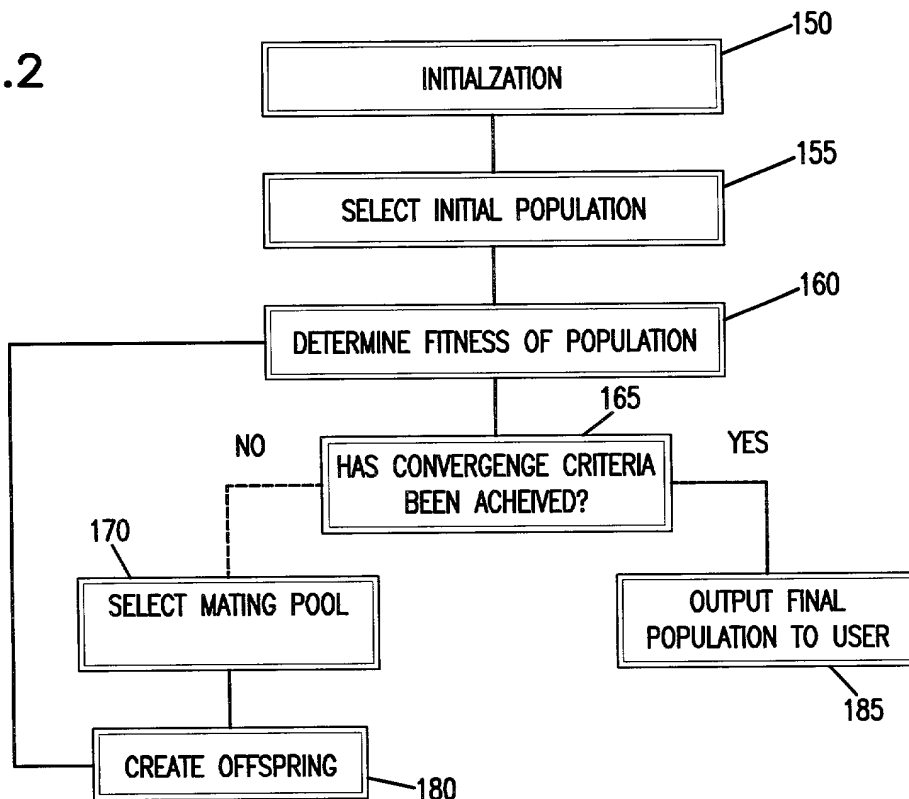 .2
150
INITIALZATION
155
SELECT INITIAL POPULATION
160
DETERMINE FITNESS OF POPULATION
165
NO
YES
HAS CONVERGENGE CRITERIA
BEEN ACHEIVED?
170
SELECT MATING POOL
OUTPUT FINAL
POPULATION TO USER
185
CREATE OFFSPRING
180